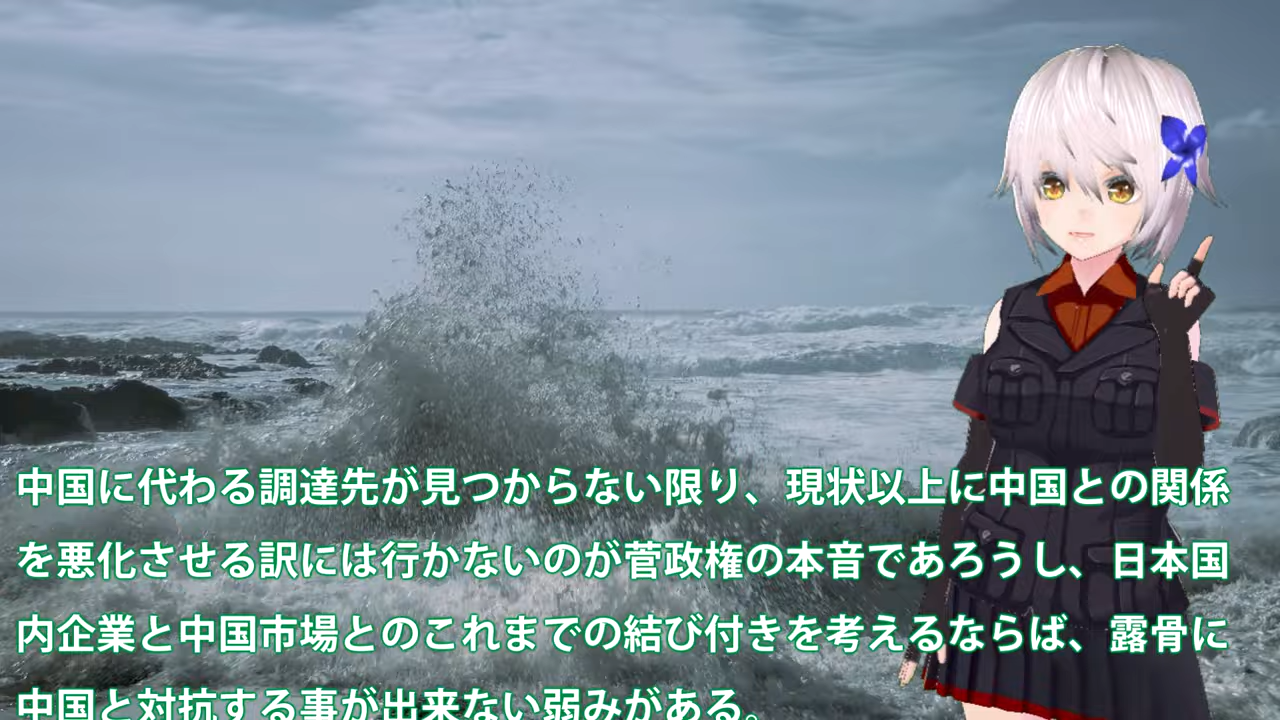 中国に代わる調達先が見つからない限り、現状以上に中国との関係
を悪化させる訳には行かないのが菅政権の本音であろうし、日本国
内企業と中国市場とのこれまでの結び付きを考えるならば、露骨に
中国と対抗する事が出来ない弱みがある。